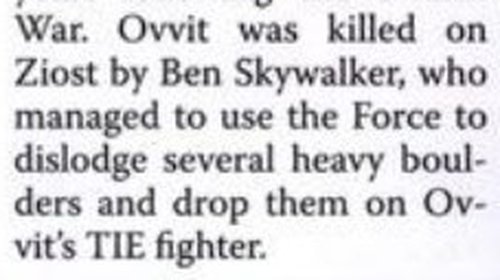 War. Ovvit was killed on
Ziost by Ben Skywalker, who
managed to use the Force to
dislodge several heavy boul-
ders and drop them on Ov-
vit's TIE fighter.